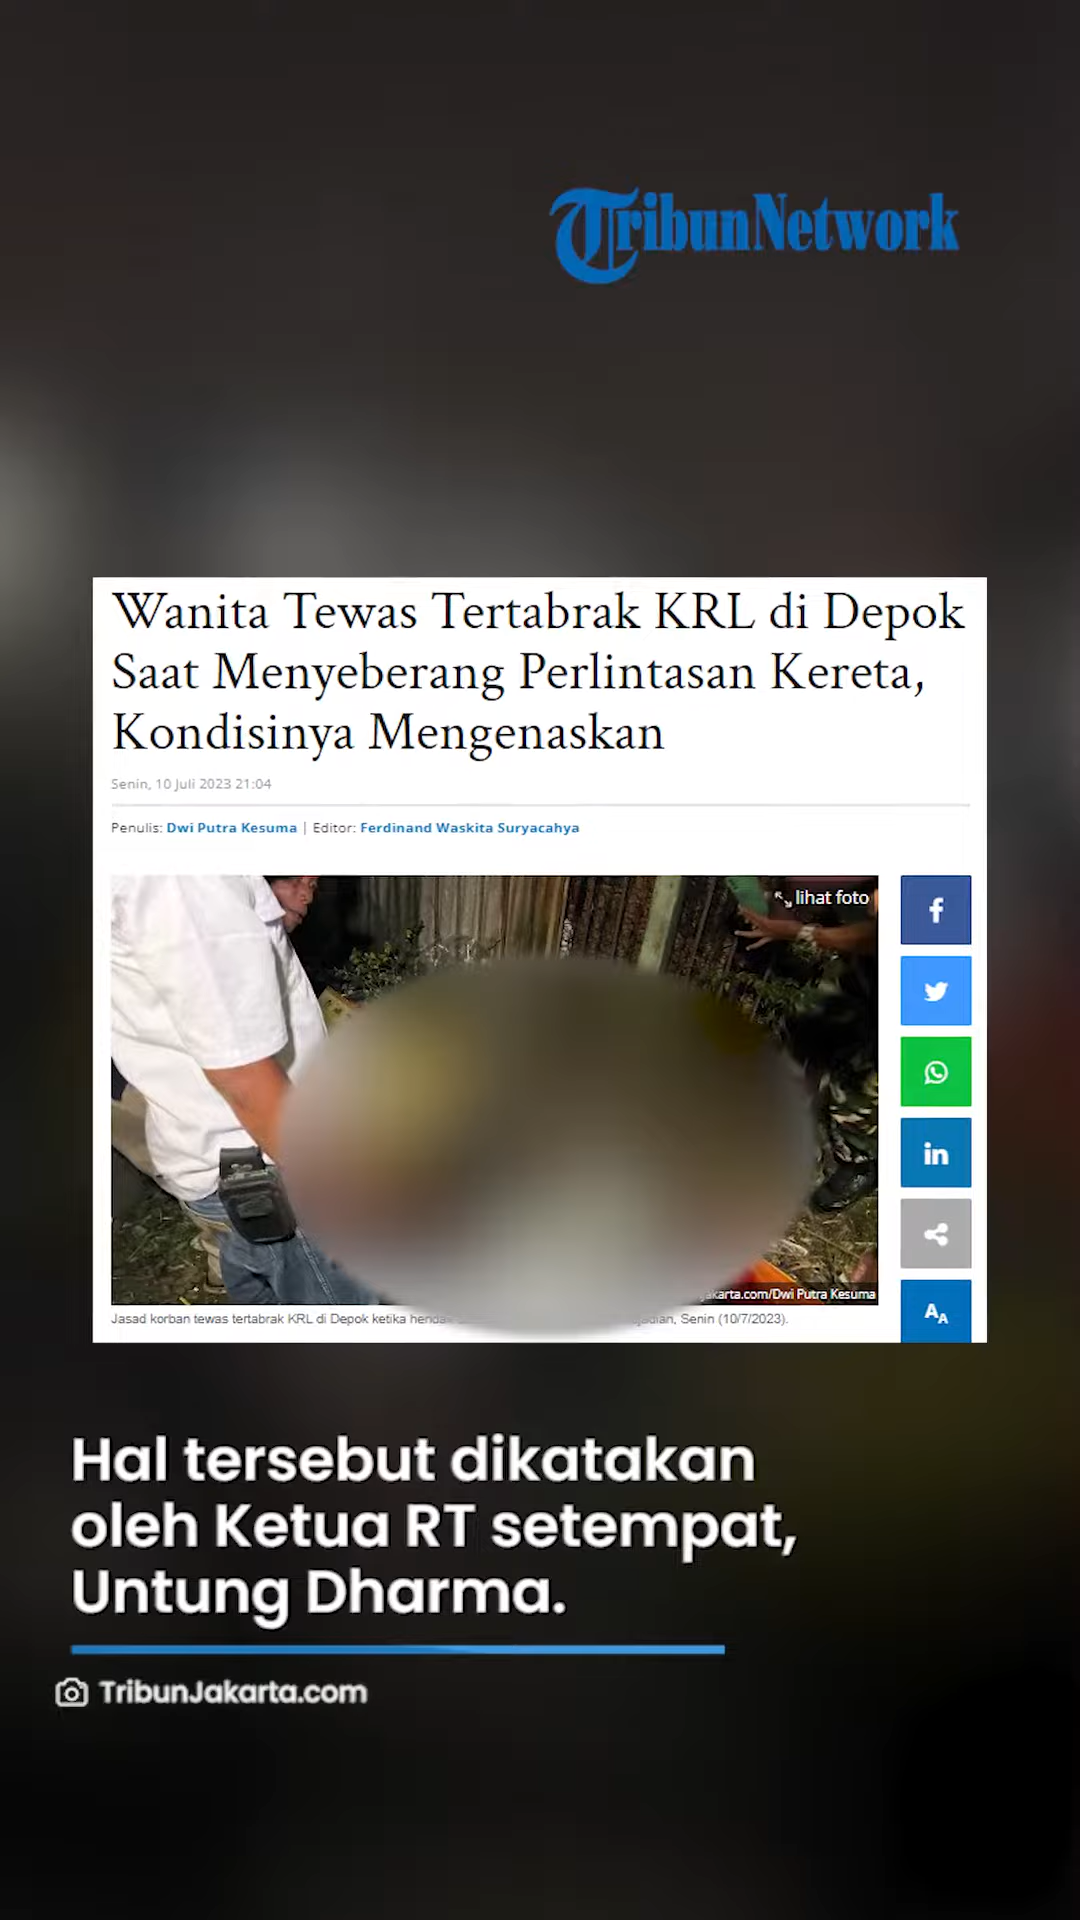 TribunNetwork
Wanita Tewas Tertabrak KRL di Depok
Saat Menyeberang Perlintasan Kereta,
Kondisinya Mengenaskan
Senin, 10 Juli 2023 21:04
Penulis: Dwi Putra Kesuma | Editor: Ferdinand Waskita Suryacahya
lihat foto
f
in
karta.com/Dwi Putra Kesuma
Jasad korban tewas tertabrak KRL di Depok ketika Senin (10/7/2023).
AA
Hal tersebut dikatakan
oleh Ketua RT setempat,
Untung Dharma.
TribunJakarta.com